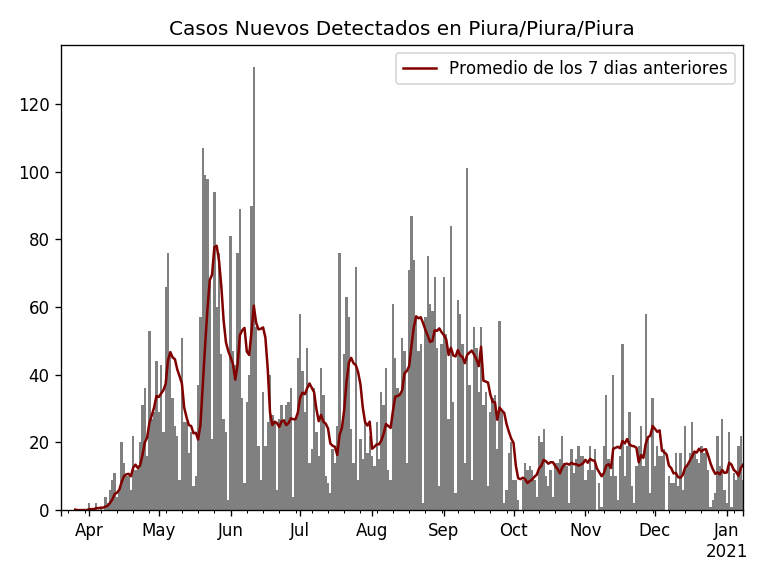 Casos Nuevos Detectados en Piura/Piura/Piura
Promedio de los 7 dias anteriores
120
100
80
60
40
20
0
Apr May Jun Jul Aug Sep Oct Nov Dec Jan
2021